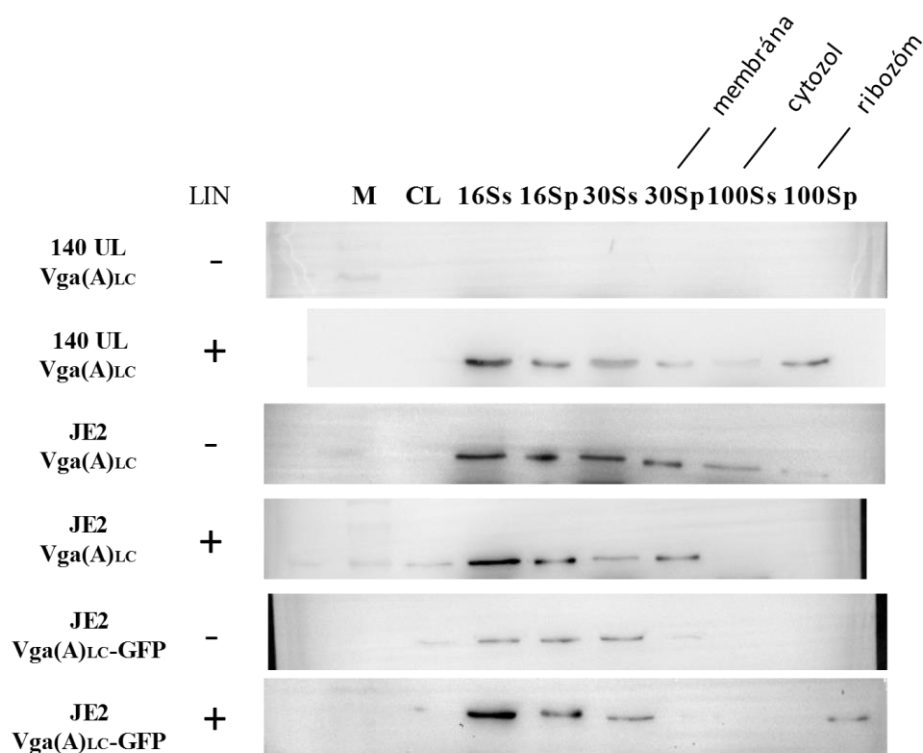 membrána
cytozol
ribozóm
LIN M CL 16Ss 16Sp 30Ss 30Sp 100Ss 100Sp
140 UL
Vga(A)LC -
140 UL
Vga(A)LC +
JE2
Vga(A)LC -
JE2
Vga(A)LC +
JE2
Vga(A)LC-GFP -
JE2
Vga(A)LC-GFP +